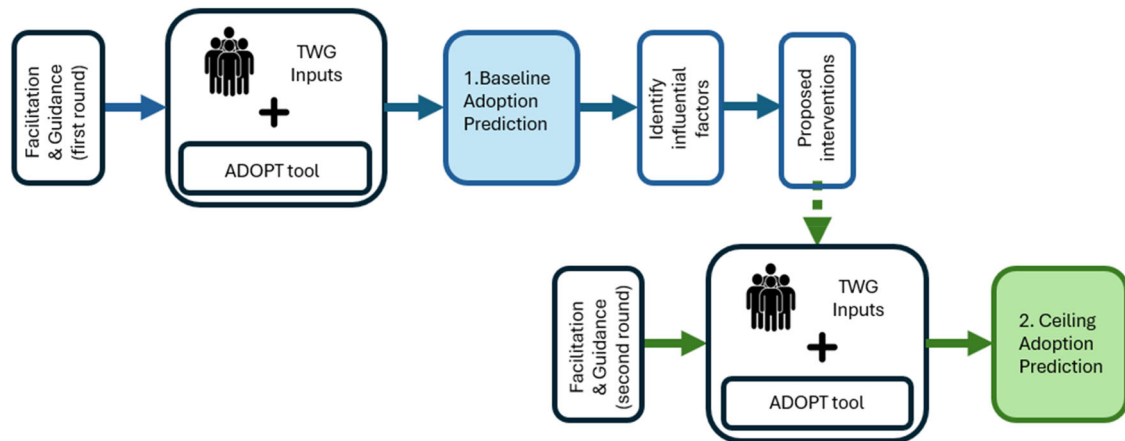 Facilitation
& Guidance
(first round)
TWG
Inputs
ADOPT tool
1.Baseline
Adoption
Prediction
Identify
influential
factors
Proposed
interventions
Facilitation
& Guidance
(second round)
TWG
Inputs
ADOPT tool
2. Ceiling
Adoption
Prediction